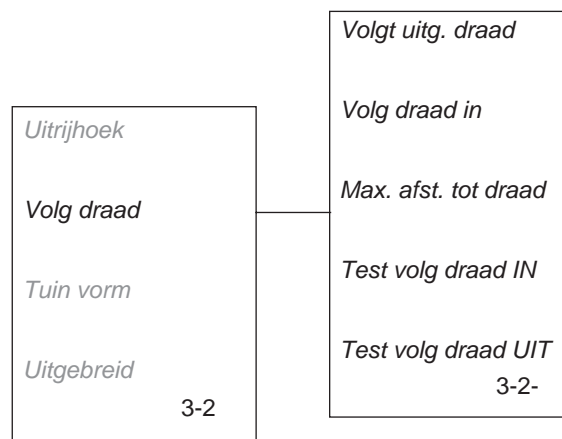 Uitrijhoek
Volg draad
Tuin vorm
Uitgebreid
3-2
Volgt uitg. draad
Volg draad in
Max. afst. tot draad
Test volg draad IN
Test volg draad UIT
3-2-